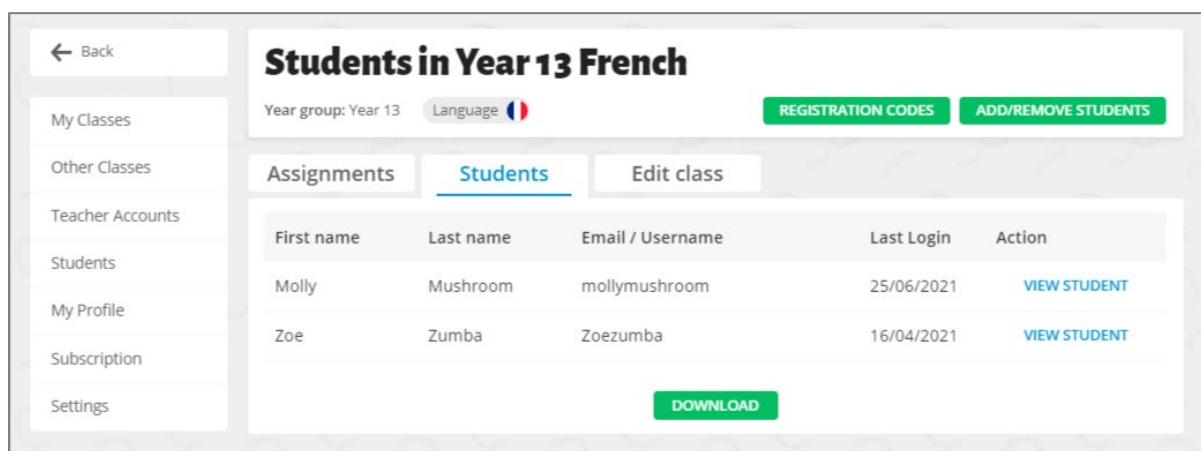 Back
My Classes
Other Classes
Teacher Accounts
Students
My Profile
Subscription
Settings
Students in Year 13 French
Year group: Year 13 Language
REGISTRATION CODES ADD/REMOVE STUDENTS
Assignments Students Edit class
First name Last name Email / Username Last Login Action
Molly Mushroom mollymushroom 25/06/2021 VIEW STUDENT
Zoe Zumba Zoezumba 16/04/2021 VIEW STUDENT
DOWNLOAD